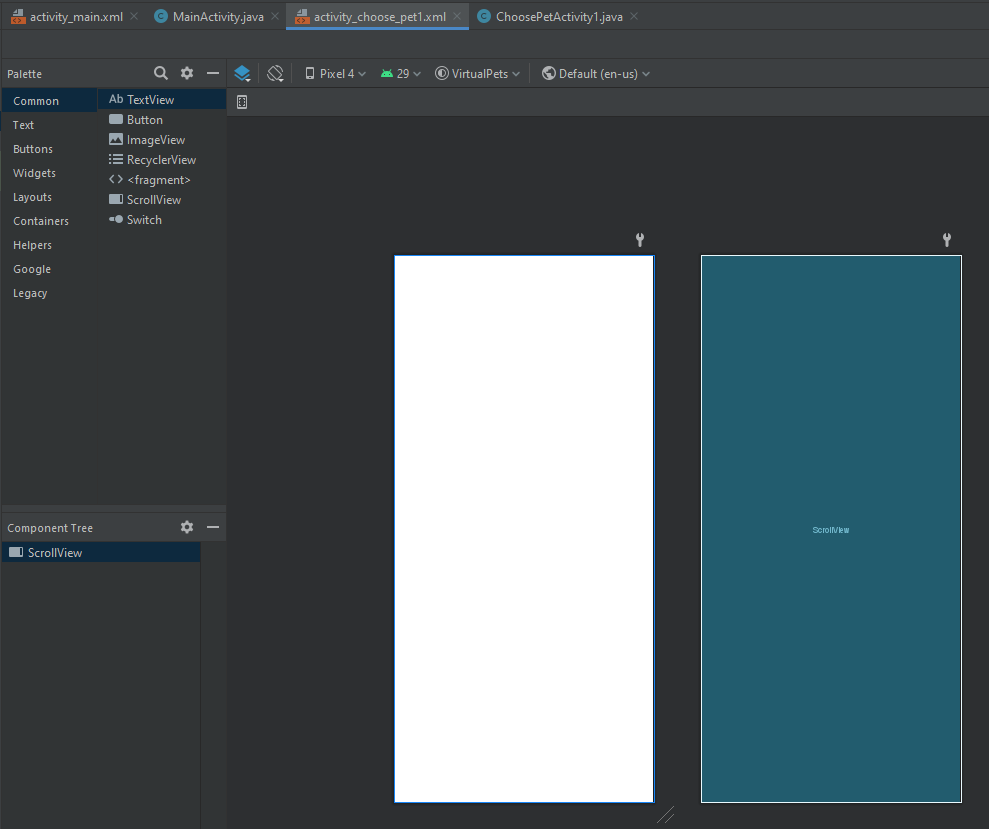 activity_main.xml MainActivity.java activity_choose_pet1.xml ChoosePetActivity1.java
Palette
Pixel 4 29 VirtualPets Default (en-us)
Common
Text
Buttons
Widgets
Layouts
Containers
Helpers
Google
Legacy
Ab TextView
Button
ImageView
RecyclerView
<fragment>
ScrollView
Switch
ScrollView
Component Tree
ScrollView